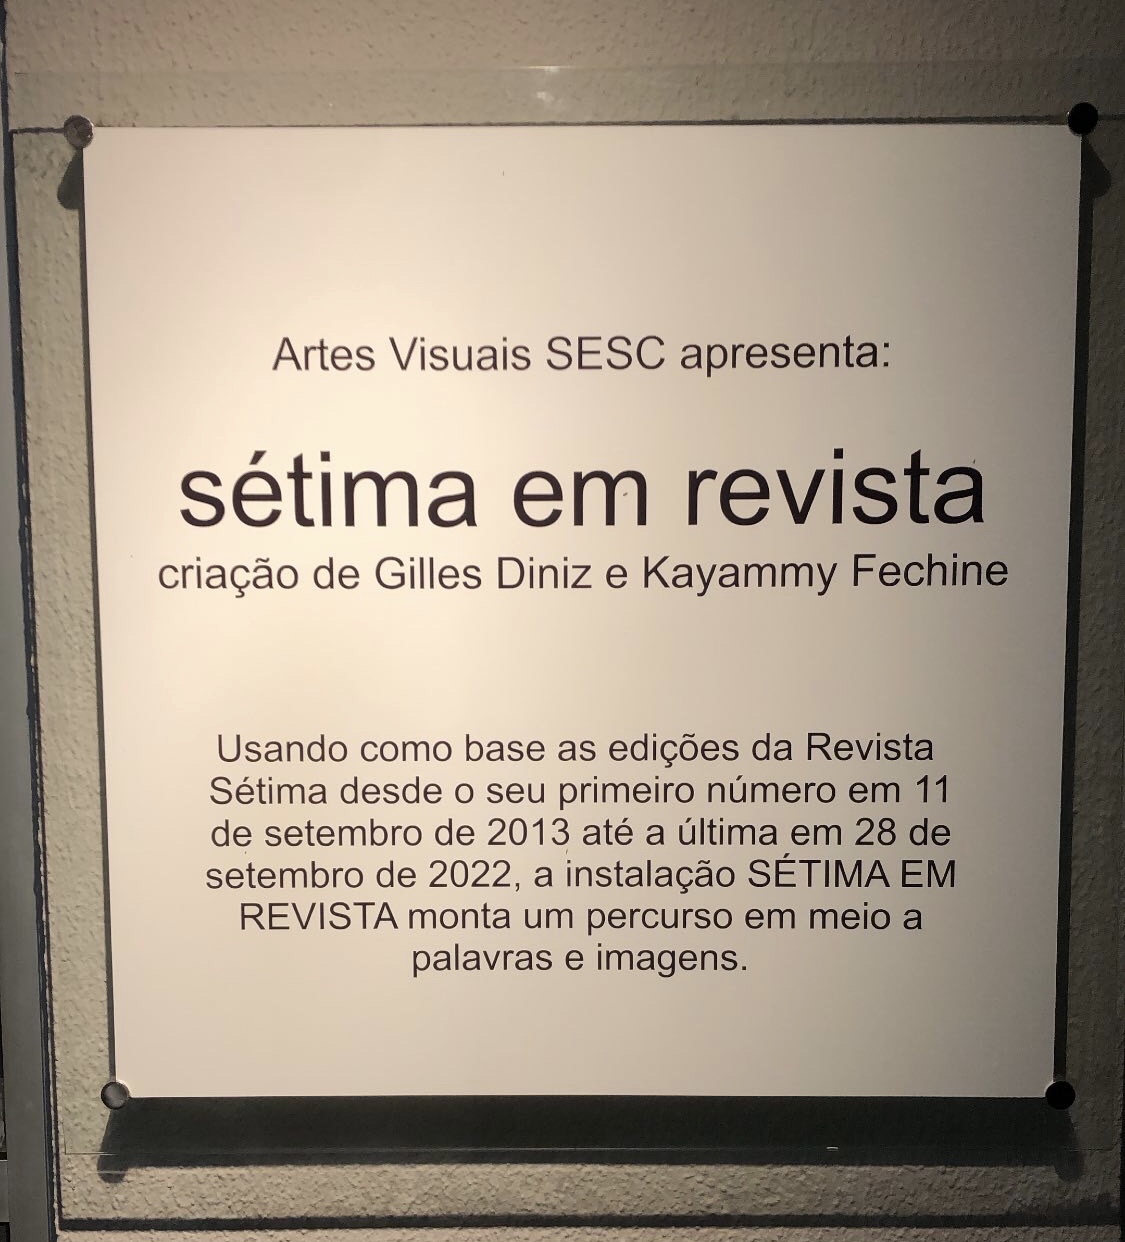 Artes Visuais SESC apresenta:
sétima em revista
criação de Gilles Diniz e Kayammy Fechine
Usando como base as edições da Revista
Sétima desde o seu primeiro número em 11
de setembro de 2013 até a última em 28 de
setembro de 2022, a instalação SÉTIMA EM
REVISTA monta um percurso em meio a
palavras e imagens.